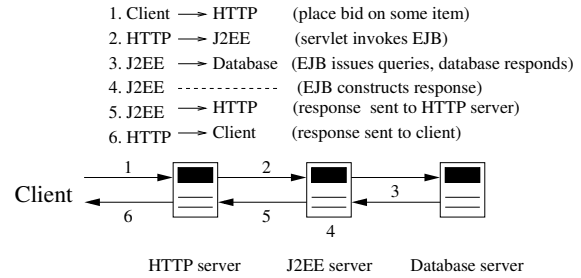 1. Client → HTTP (place bid on some item)
2. HTTP → J2EE (servlet invokes EJB)
3. J2EE → Database (EJB issues queries, database responds)
4. J2EE ------------- (EJB constructs response)
5. J2EE → HTTP (response sent to HTTP server)
6. HTTP → Client (response sent to client)
1 2
Client 3
6 5 4
HTTP server J2EE server Database server